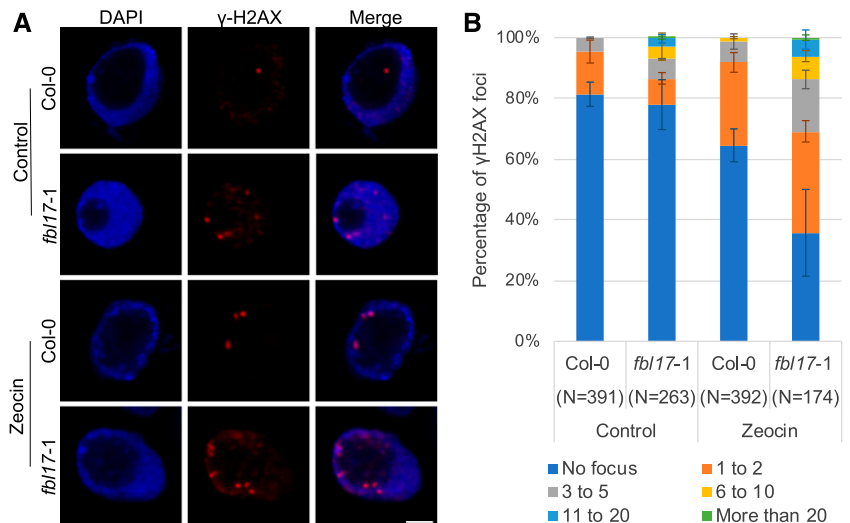 A
DAPI
γ-H2AX
Merge
Control
Col-0
fbl17-1
Zeocin
Col-0
fbl17-1
B
Percentage of γH2AX foci
100%
80%
60%
40%
20%
0%
Col-0 fbl17-1 Col-0 fbl17-1
(N=391) (N=263) (N=392) (N=174)
Control Zeocin
No focus 1 to 2
3 to 5 6 to 10
11 to 20 More than 20